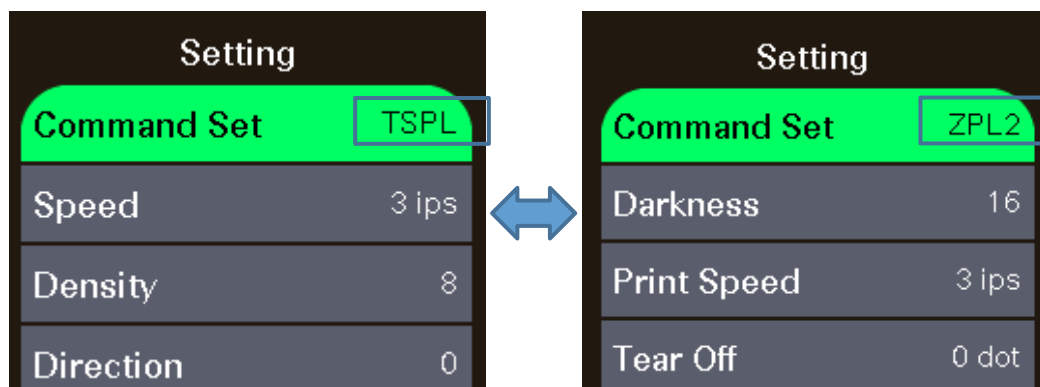 Setting
Command Set TSPL
Speed 3 ips
Density 8
Direction 0
Setting
Command Set ZPL2
Darkness 16
Print Speed 3 ips
Tear Off 0 dot